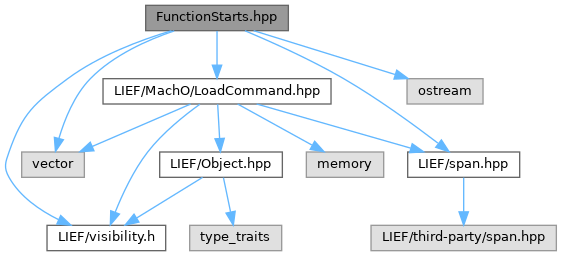 FunctionStarts.hpp
LIEF/MachO/LoadCommand.hpp
ostream
vector
LIEF/Object.hpp
memory
LIEF/span.hpp
LIEF/visibility.h
type_traits
LIEF/third-party/span.hpp